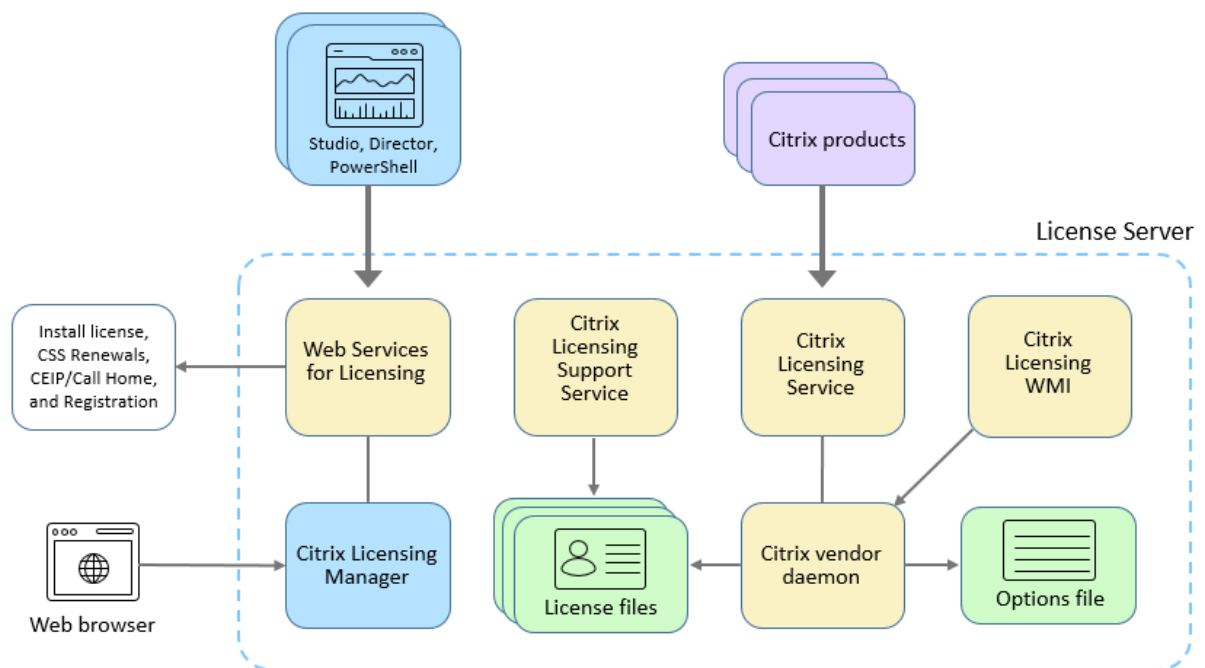 Studio, Director,
PowerShell
Citrix products
License Server
Install license,
CSS Renewals,
CEIP/Call Home,
and Registration
Web Services
for Licensing
Citrix
Licensing
Support
Service
Citrix
Licensing
Service
Citrix
Licensing
WMI
Web browser
Citrix Licensing
Manager
License files
Citrix vendor
daemon
Options file